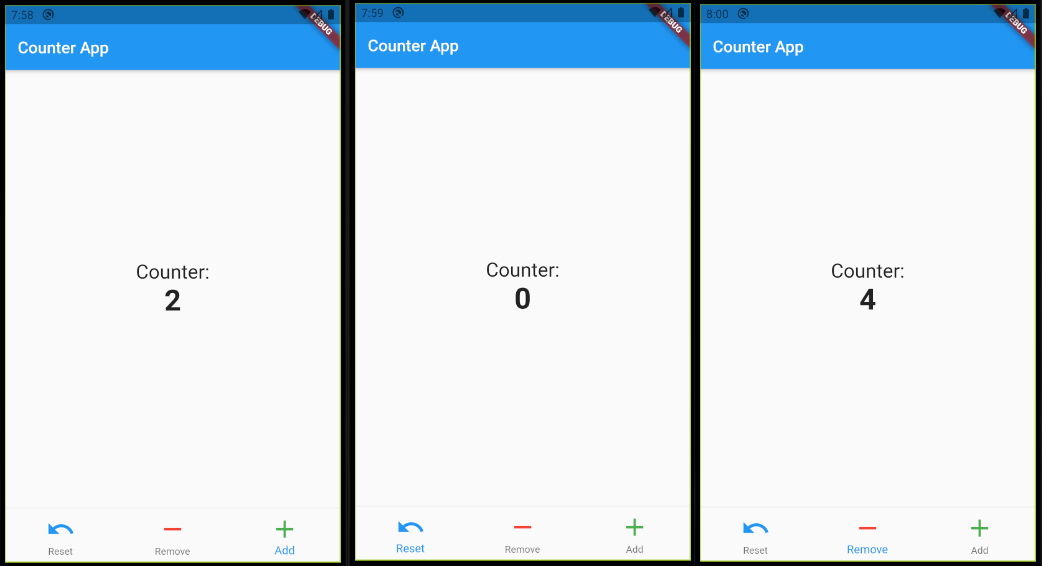 7:58
DEBUG
Counter App
Counter:
2
Reset
Remove
Add
7:59
DEBUG
Counter App
Counter:
0
Reset
Remove
Add
8:00
DEBUG
Counter App
Counter:
4
Reset
Remove
Add